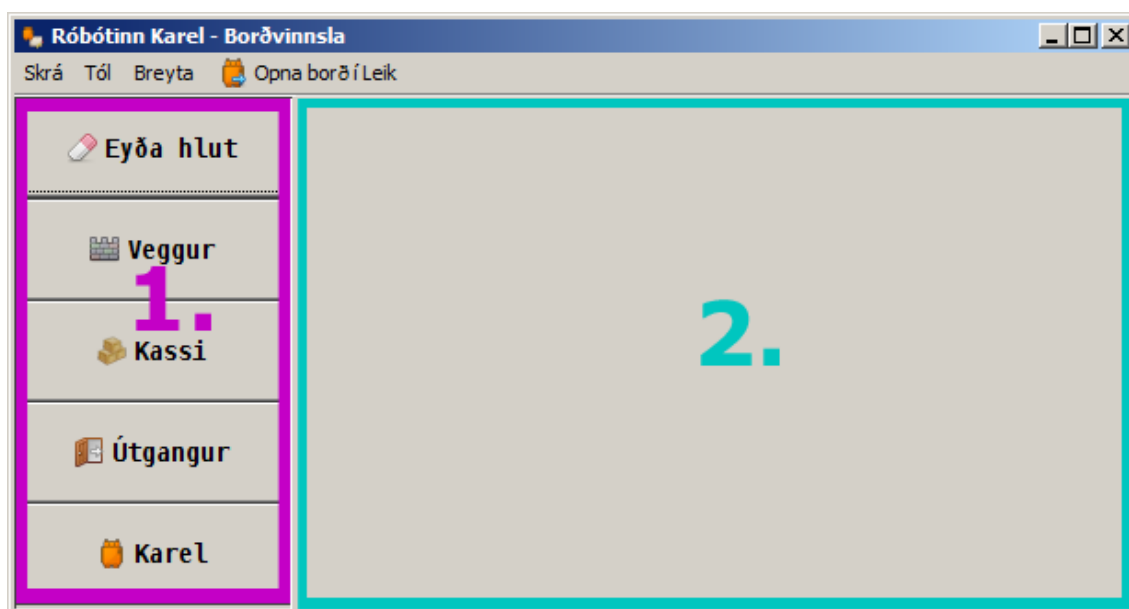 Róbótinn Karel - Borðvinnsla
Skrá Tól Breyta Opna borð í Leik
Eyða hlut
Veggur
1.
2.
Kassi
Útgangur
Karel